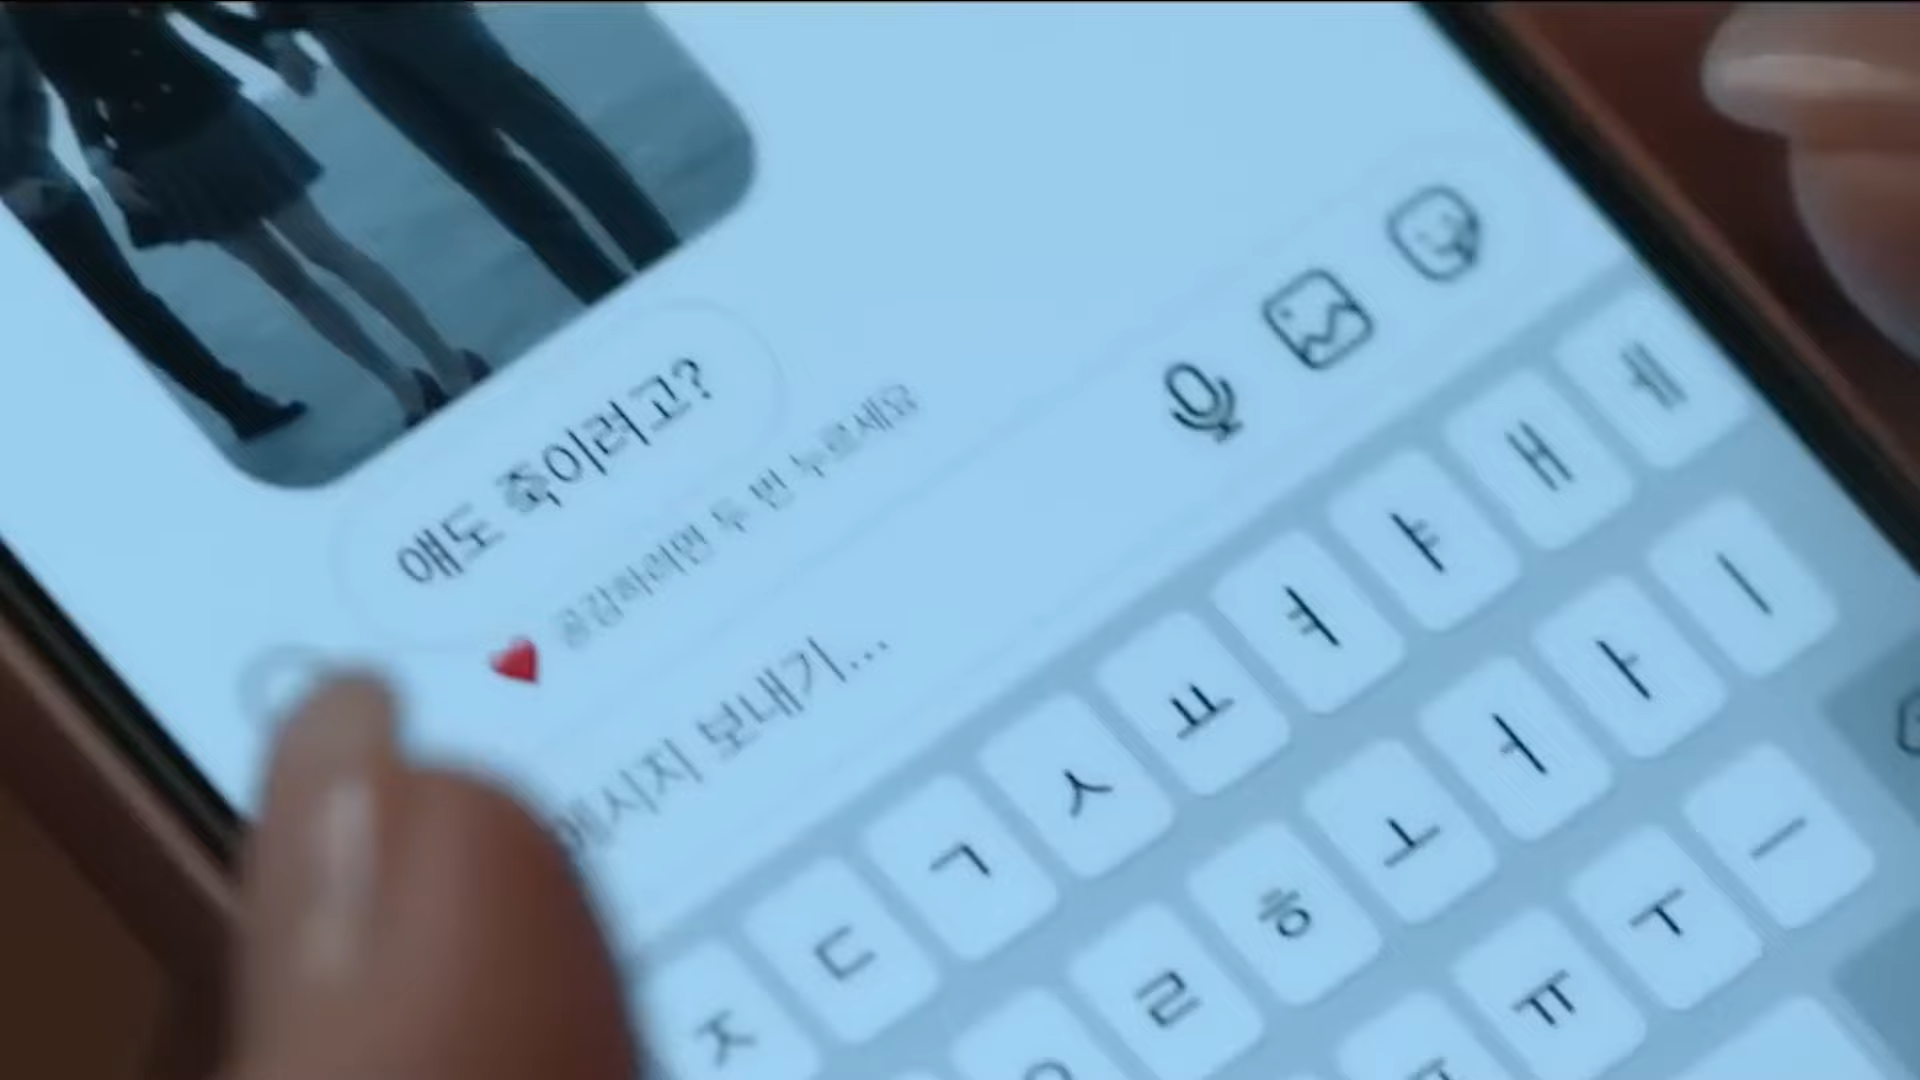 얘도 죽이려고?
공감하려면 두 번 누르세요
메시지 보내기...
ㅈ ㄷ ㄱ ㅅ ㅛ ㅕ ㅑ ㅐ ㅔ
ㄹ ㅎ ㅗ ㅓ ㅏ ㅣ
ㅠ ㅜ ㅡ